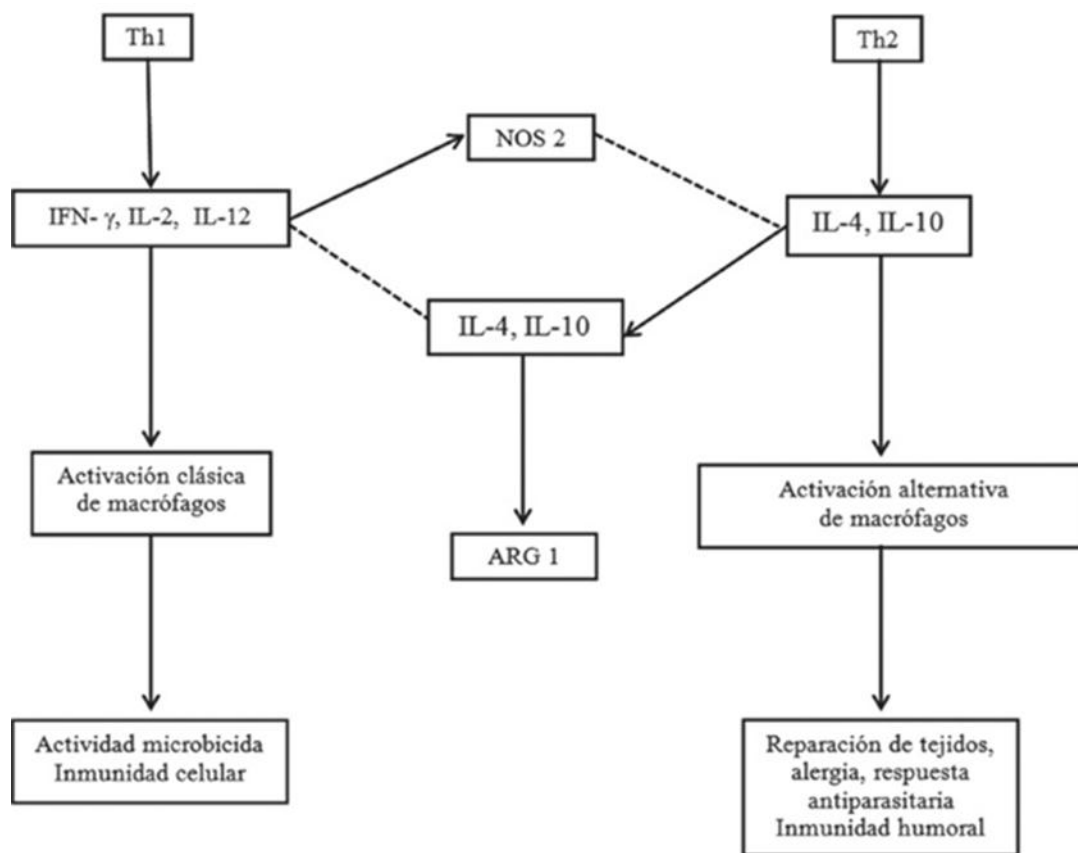 Th1
Th2
NOS 2
IFN- γ, IL-2, IL-12
IL-4, IL-10
IL-4, IL-10
Activación clásica
de macrófagos
Activación alternativa
de macrófagos
ARG 1
Actividad microbicida
Inmunidad celular
Reparación de tejidos,
alergia, respuesta
antiparasitaria
Inmunidad humoral